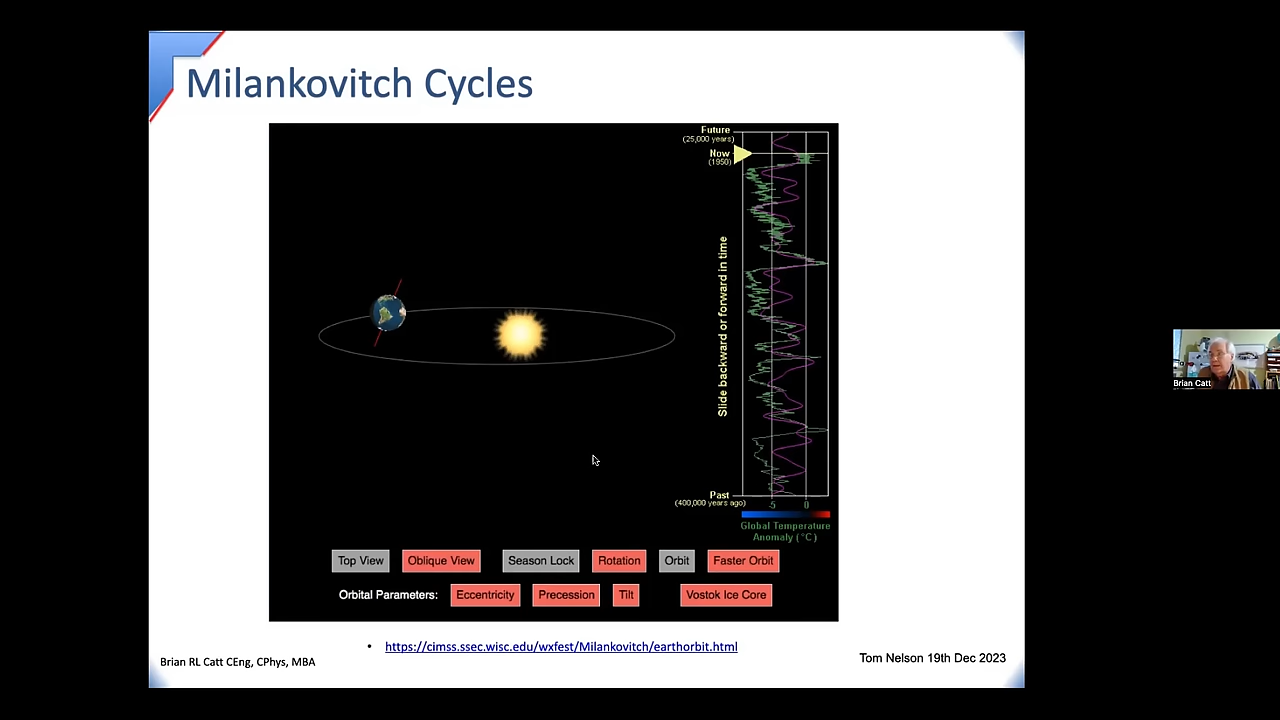 Milankovitch Cycles
Future
(25,000 years)
Now
(1950)
Slide backward or forward in time
Past
(400,000 years ago)
-5 0
Global Temperature
Anomaly (°C)
Top View Oblique View Season Lock Rotation Orbit Faster Orbit
Orbital Parameters: Eccentricity Precession Tilt Vostok Ice Core
• https://cimss.ssec.wisc.edu/wxfest/Milankovitch/earthorbit.html
Brian RL Catt CEng, CPhys, MBA
Tom Nelson 19th Dec 2023
Brian Catt